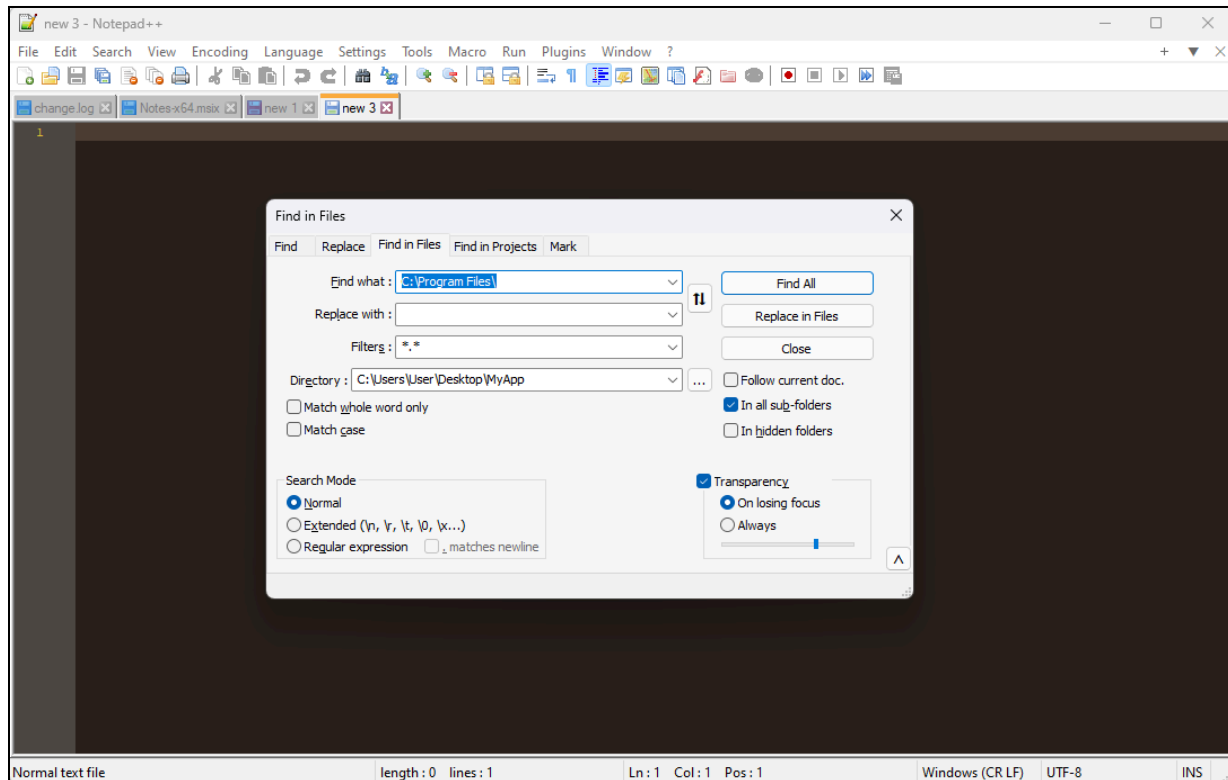 new 3 - Notepad++
File Edit Search View Encoding Language Settings Tools Macro Run Plugins Window ?
change.log Notes-x64.msix new 1 new 3
1
Find in Files
Find Replace Find in Files Find in Projects Mark
Find what : C:\Program Files\
Find All
Replace with :
Replace in Files
Filters : *.*
Close
Directory : C:\Users\User\Desktop\MyApp
...
Follow current doc.
Match whole word only
In all sub-folders
Match case
In hidden folders
Search Mode
Transparency
Normal
On losing focus
Extended (\n, \r, \t, \0, \x...)
Always
Regular expression
. matches newline
Normal text file length : 0 lines : 1 Ln : 1 Col : 1 Pos : 1 Windows (CR LF) UTF-8 INS